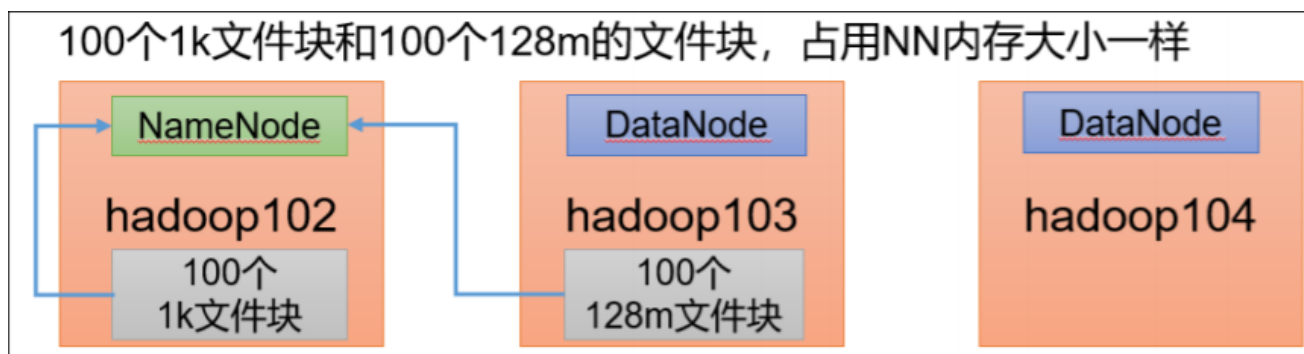 100个1k文件块和100个128m的文件块，占用NN内存大小一样
NameNode
DataNode
DataNode
hadoop102
hadoop103
hadoop104
100个
1k文件块
100个
128m文件块